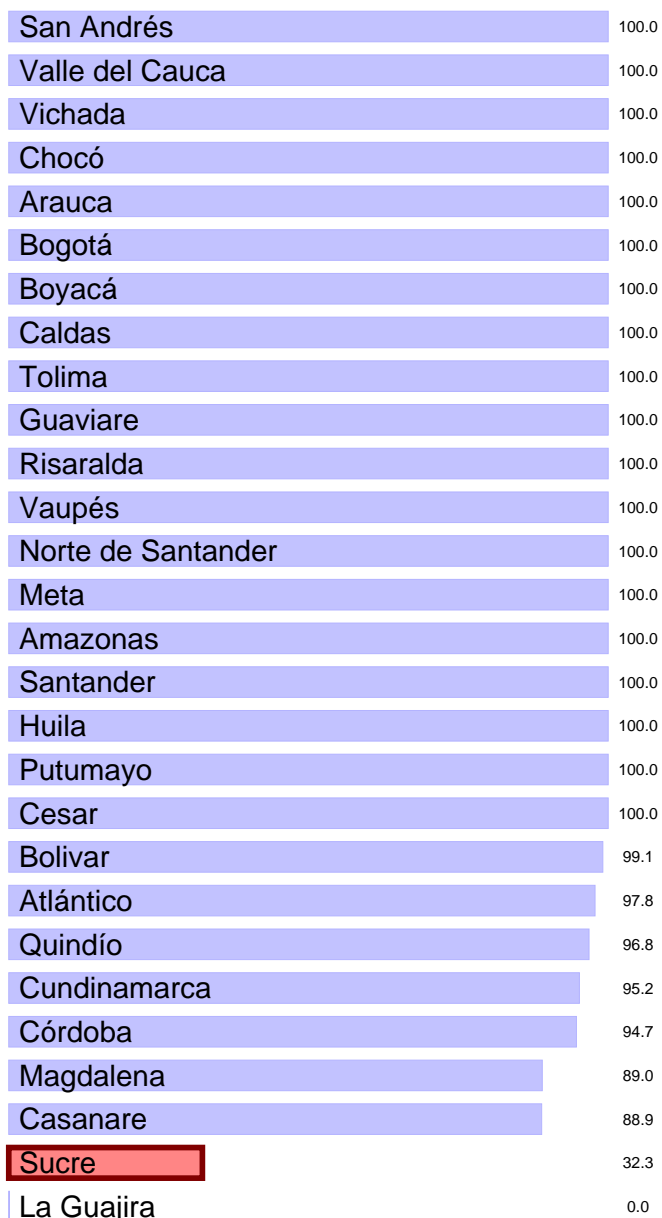 San Andrés 100.0
Valle del Cauca 100.0
Vichada 100.0
Chocó 100.0
Arauca 100.0
Bogotá 100.0
Boyacá 100.0
Caldas 100.0
Tolima 100.0
Guaviare 100.0
Risaralda 100.0
Vaupés 100.0
Norte de Santander 100.0
Meta 100.0
Amazonas 100.0
Santander 100.0
Huila 100.0
Putumayo 100.0
Cesar 100.0
Bolivar 99.1
Atlántico 97.8
Quindío 96.8
Cundinamarca 95.2
Córdoba 94.7
Magdalena 89.0
Casanare 88.9
Sucre 32.3
La Guajira 0.0